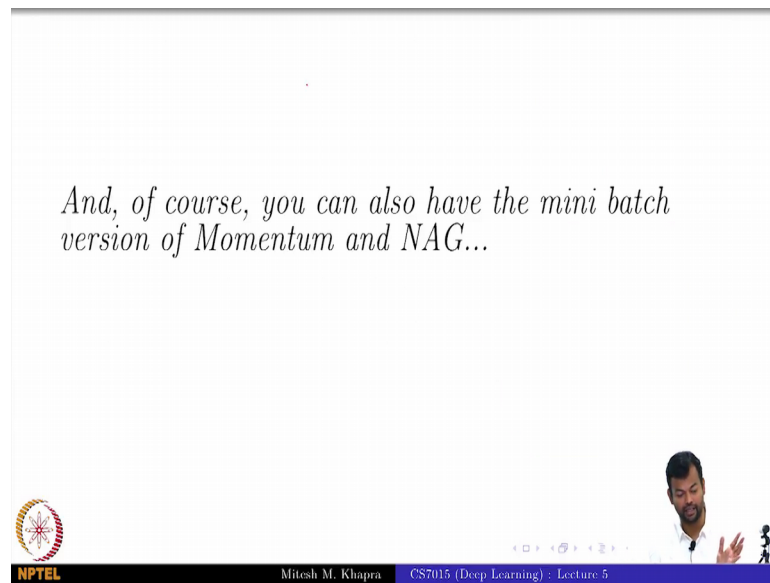 And, of course, you can also have the mini batch
version of Momentum and NAG...
NPTEL
Mitesh M. Khapra
CS7015 (Deep Learning) : Lecture 5